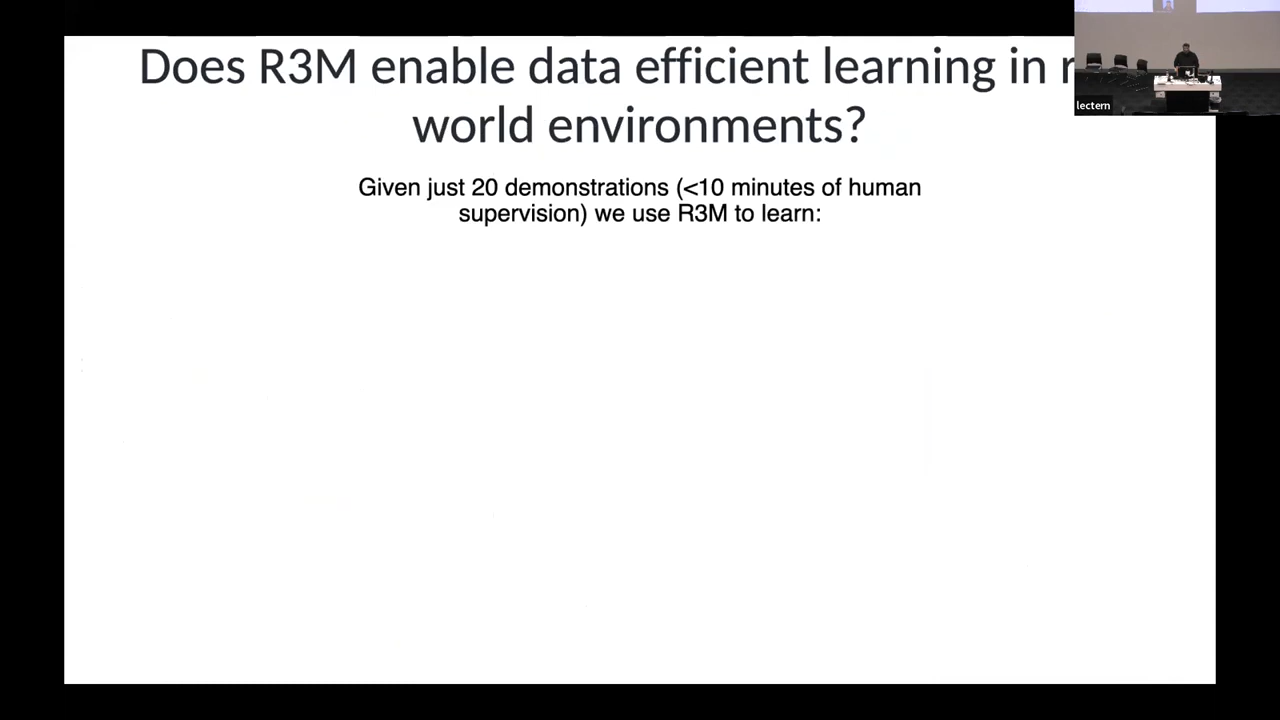 Does R3M enable data efficient learning in
world environments?
Given just 20 demonstrations (<10 minutes of human
supervision) we use R3M to learn:
lectern